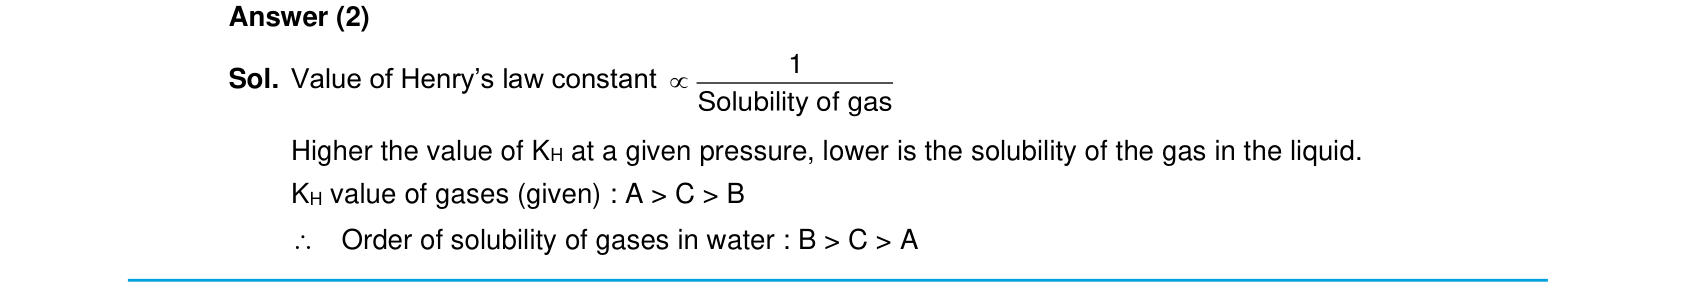 Answer (2)
Sol. Value of Henry’s law constant ∝ 1 / Solubility of gas
Higher the value of K_H at a given pressure, lower is the solubility of the gas in the liquid.
K_H value of gases (given) : A > C > B
∴ Order of solubility of gases in water : B > C > A